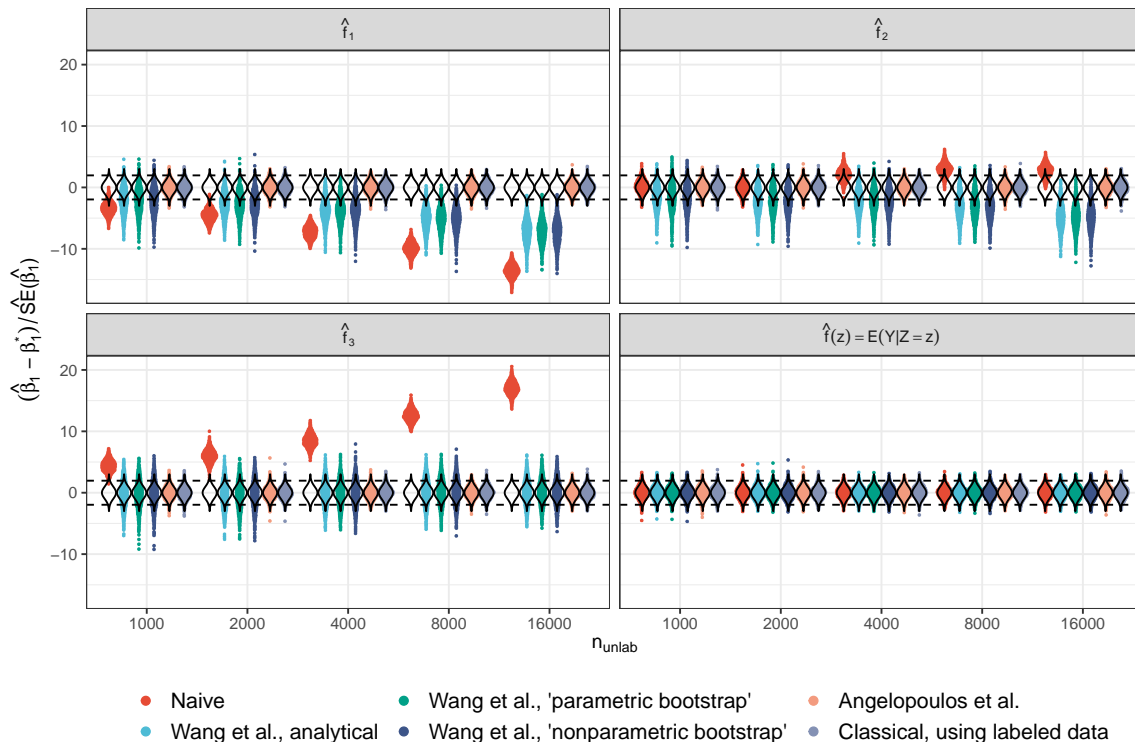 f̂₁
f̂₂
20
10
0
−10
f̂₃
f̂(z) = E(Y|Z = z)
20
10
0
−10
(β̂₁ − β₁*) / ŜE(β̂₁)
1000 2000 4000 8000 16000
1000 2000 4000 8000 16000
n_unlab
Naive
Wang et al., 'parametric bootstrap'
Angelopoulos et al.
Wang et al., analytical
Wang et al., 'nonparametric bootstrap'
Classical, using labeled data